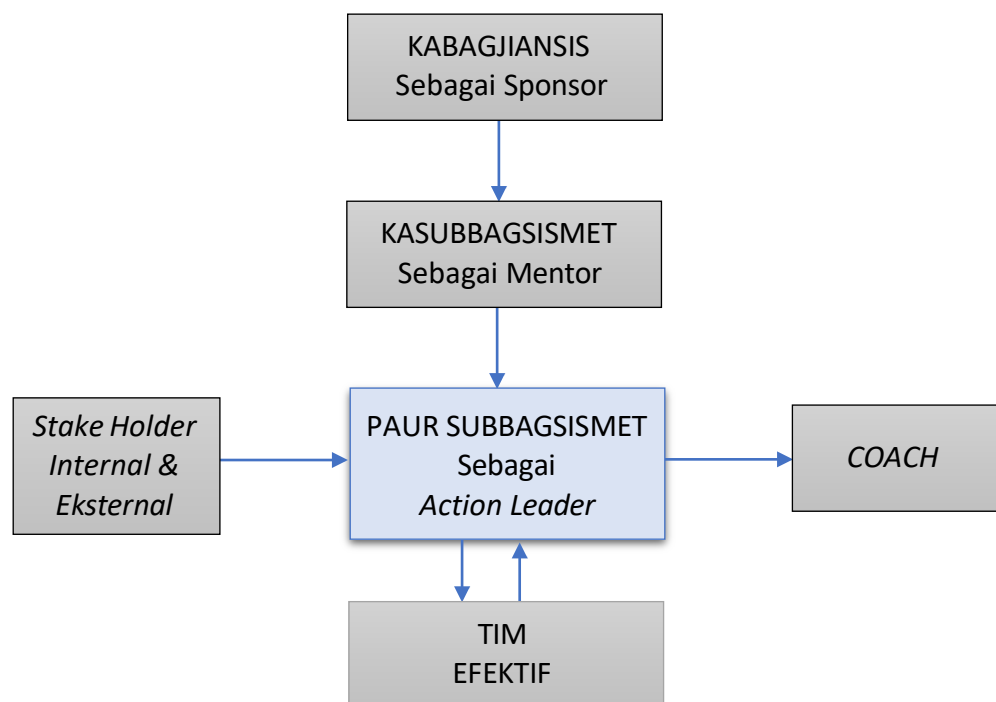 KABAGJIANSIS
Sebagai Sponsor
KASUBBAGSISMET
Sebagai Mentor
Stake Holder
Internal &
Eksternal
PAUR SUBBAGSISMET
Sebagai
Action Leader
COACH
TIM
EFEKTIF